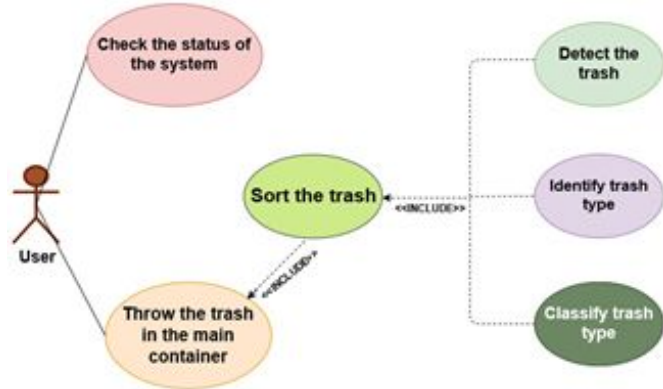 Check the status of
the system
Detect the
trash
Sort the trash
<<INCLUDE>>
Identify trash
type
User
<<INCLUDE>>
Throw the trash
in the main
container
Classify trash
type